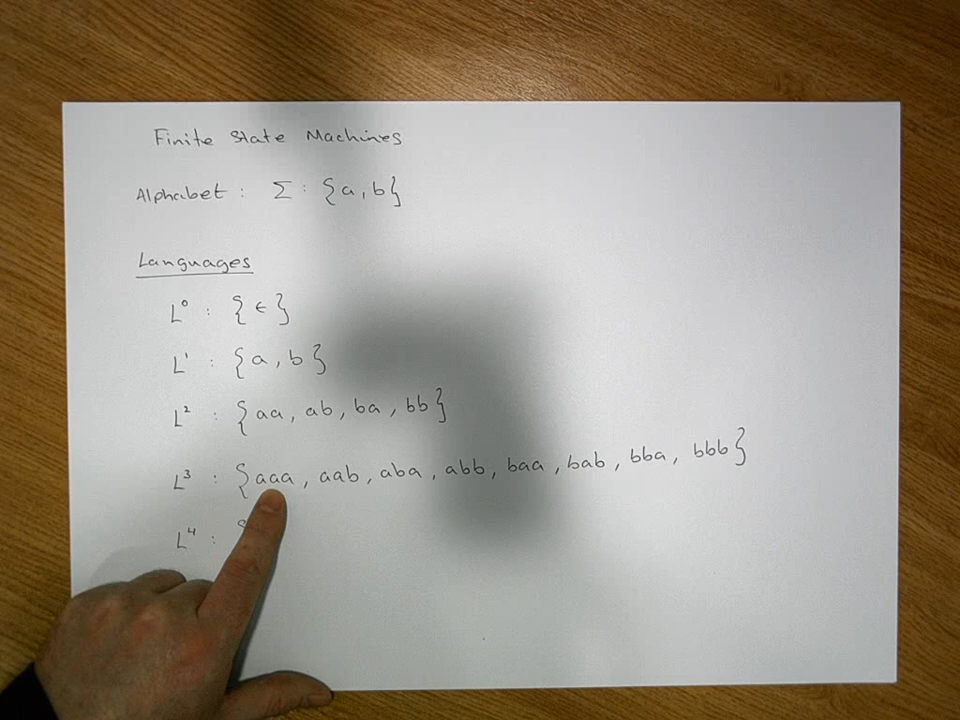 Finite State Machines
Alphabet : Σ : {a, b}
Languages
L⁰ : {ϵ}
L¹ : {a, b}
L² : {aa, ab, ba, bb}
L³ : {aaa, aab, aba, abb, baa, bab, bba, bbb}
L⁴ :